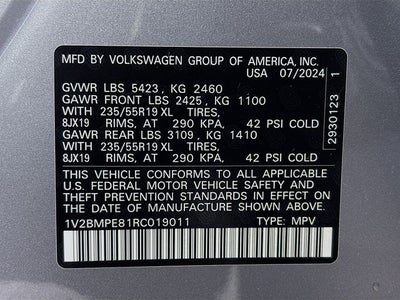 MFD BY VOLKSWAGEN GROUP OF AMERICA, INC.
USA 07/2024
GVWR LBS 5423, KG 2460
GAWR FRONT LBS 2425, KG 1100
WITH 235/55R19 XL TIRES,
8JX19 RIMS, AT 290 KPA, 42 PSI COLD
GAWR REAR LBS 3109, KG 1410
WITH 235/55R19 XL TIRES,
8JX19 RIMS, AT 290 KPA, 42 PSI COLD
THIS VEHICLE CONFORMS TO ALL APPLICABLE
U.S. FEDERAL MOTOR VEHICLE SAFETY AND
THEFT PREVENTION STANDARDS IN EFFECT ON
THE DATE OF MANUFACTURE SHOWN ABOVE.
1V2BMPE81RC019011 TYPE: MPV
2930123 1